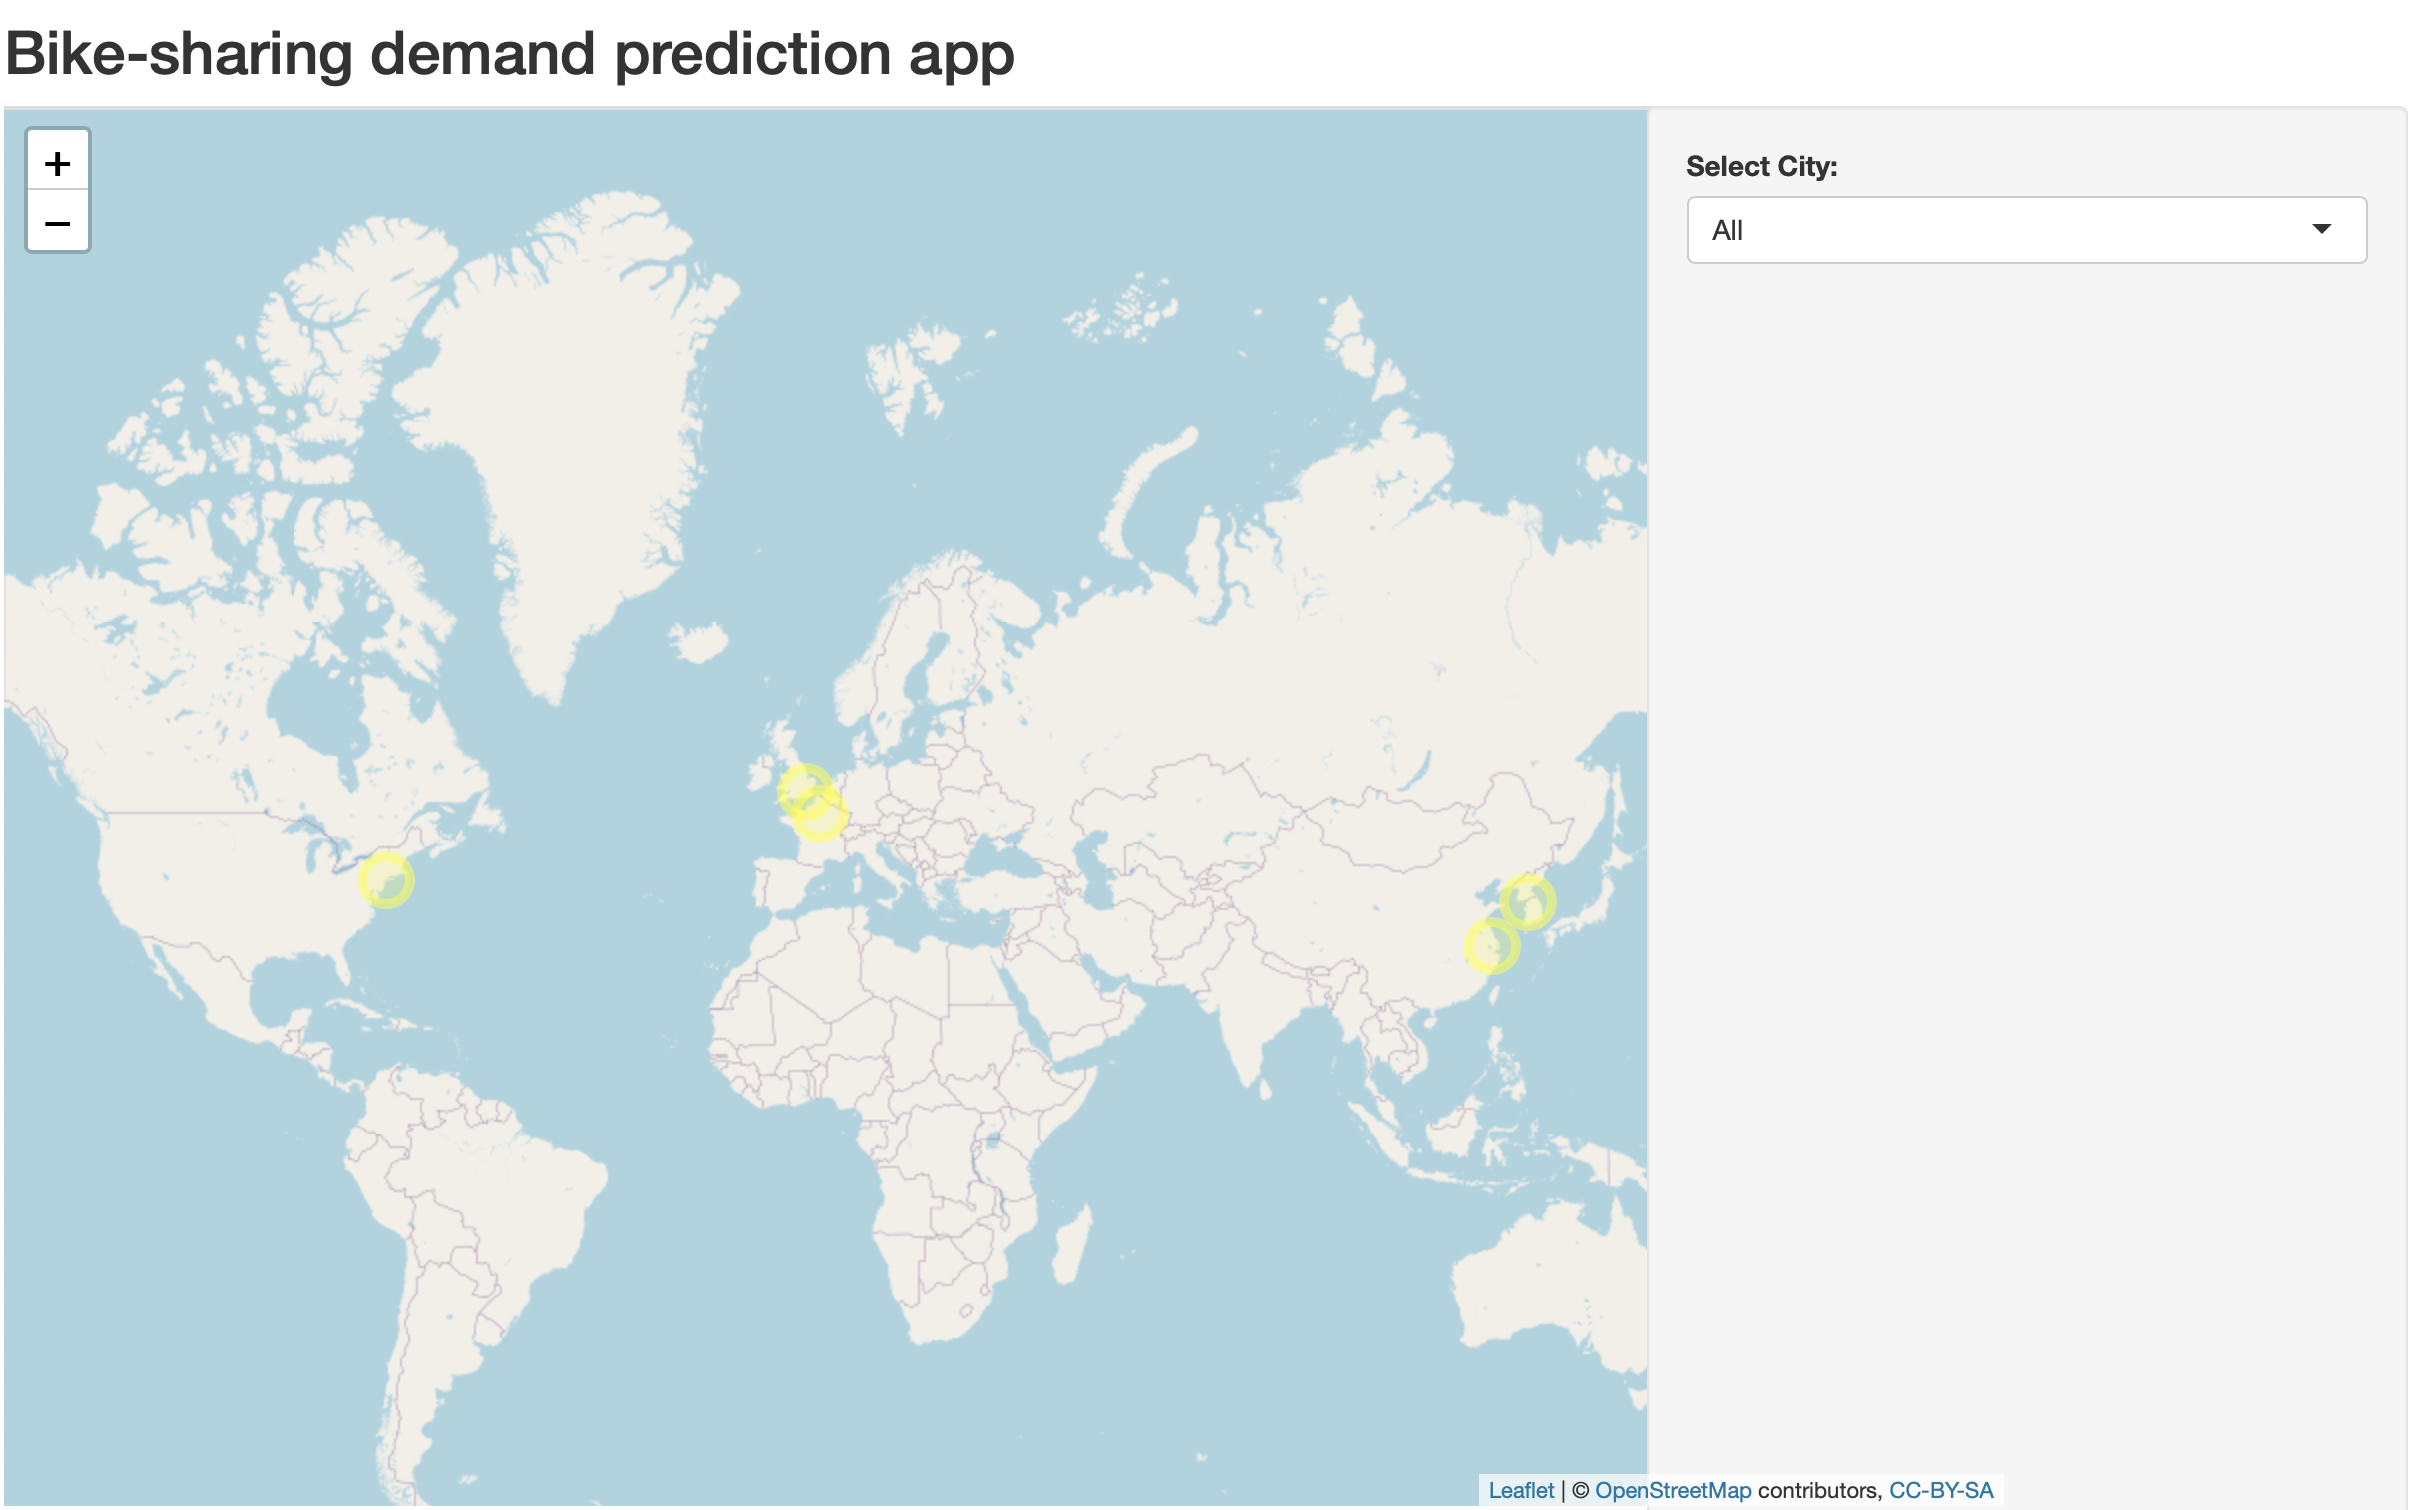 Bike-sharing demand prediction app
+
−
Select City:
All
Leaflet | © OpenStreetMap contributors, CC-BY-SA